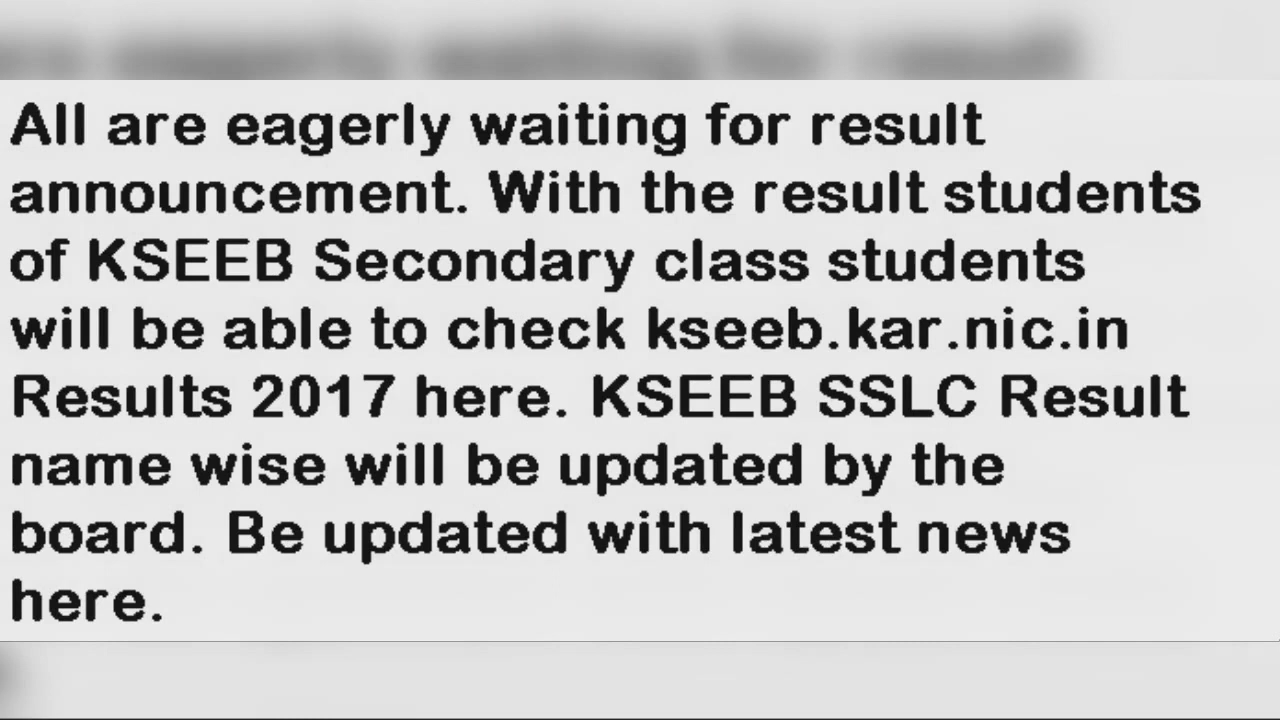 All are eagerly waiting for result
announcement. With the result students
of KSEEB Secondary class students
will be able to check kseeb.kar.nic.in
Results 2017 here. KSEEB SSLC Result
name wise will be updated by the
board. Be updated with latest news
here.